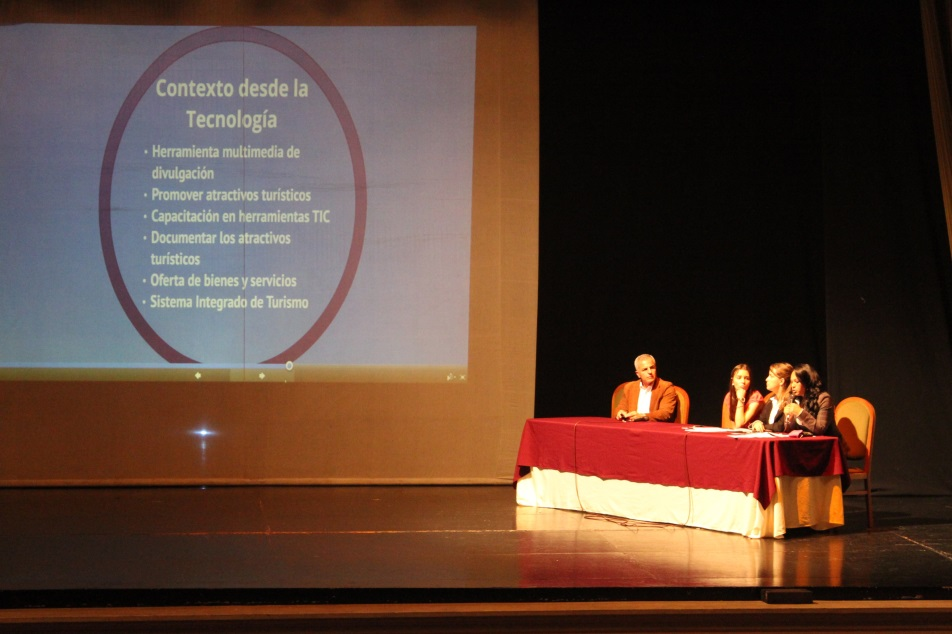 Contexto desde la
Tecnología
• Herramienta multimedia de
divulgación
• Promover atractivos turísticos
• Capacitación en herramientas TIC
• Documentar los atractivos
turísticos
• Oferta de bienes y servicios
• Sistema Integrado de Turismo